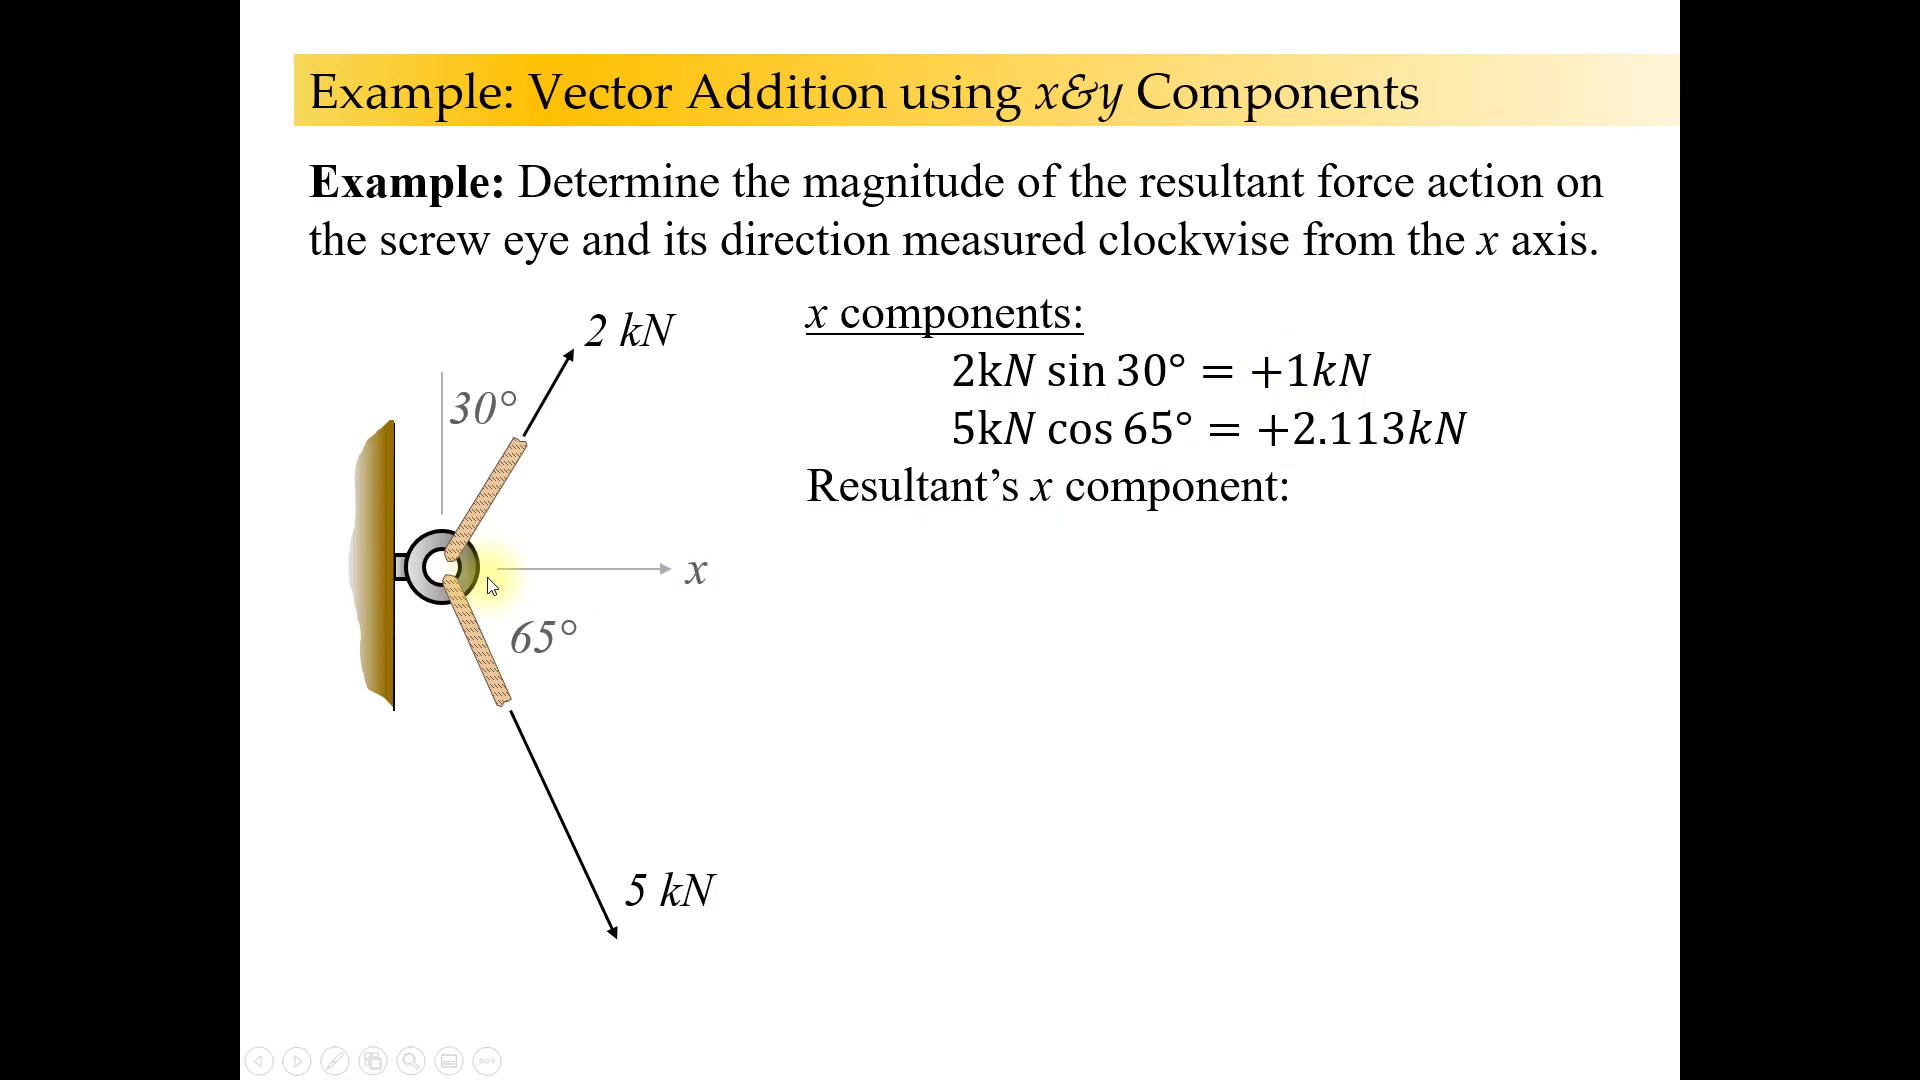 Example: Vector Addition using x&y Components
Example: Determine the magnitude of the resultant force action on
the screw eye and its direction measured clockwise from the x axis.
2 kN
30°
x
65°
5 kN
x components:
2kN sin 30° = +1kN
5kN cos 65° = +2.113kN
Resultant’s x component: